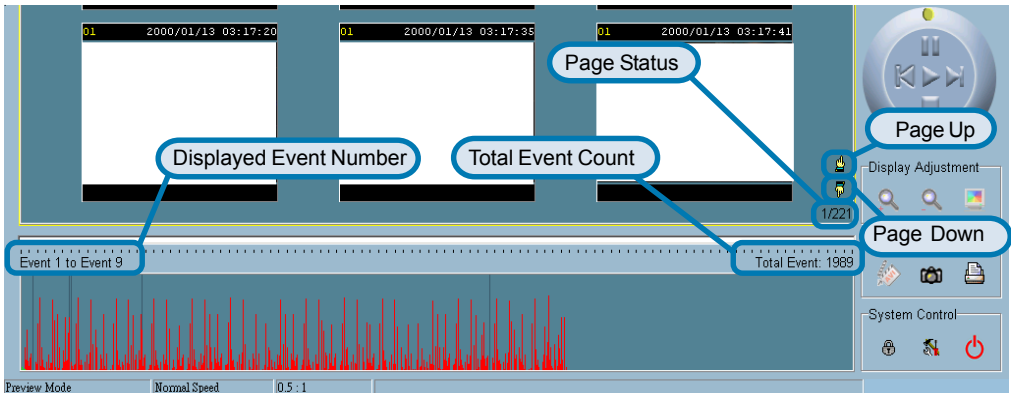 01 2000/01/13 03:17:20
01 2000/01/13 03:17:35
01 2000/01/13 03:17:41
Page Status
Page Up
Displayed Event Number
Total Event Count
Display Adjustment
1/221
Page Down
Event 1 to Event 9
Total Event: 1989
System Control
Preview Mode
Normal Speed
0.5 : 1